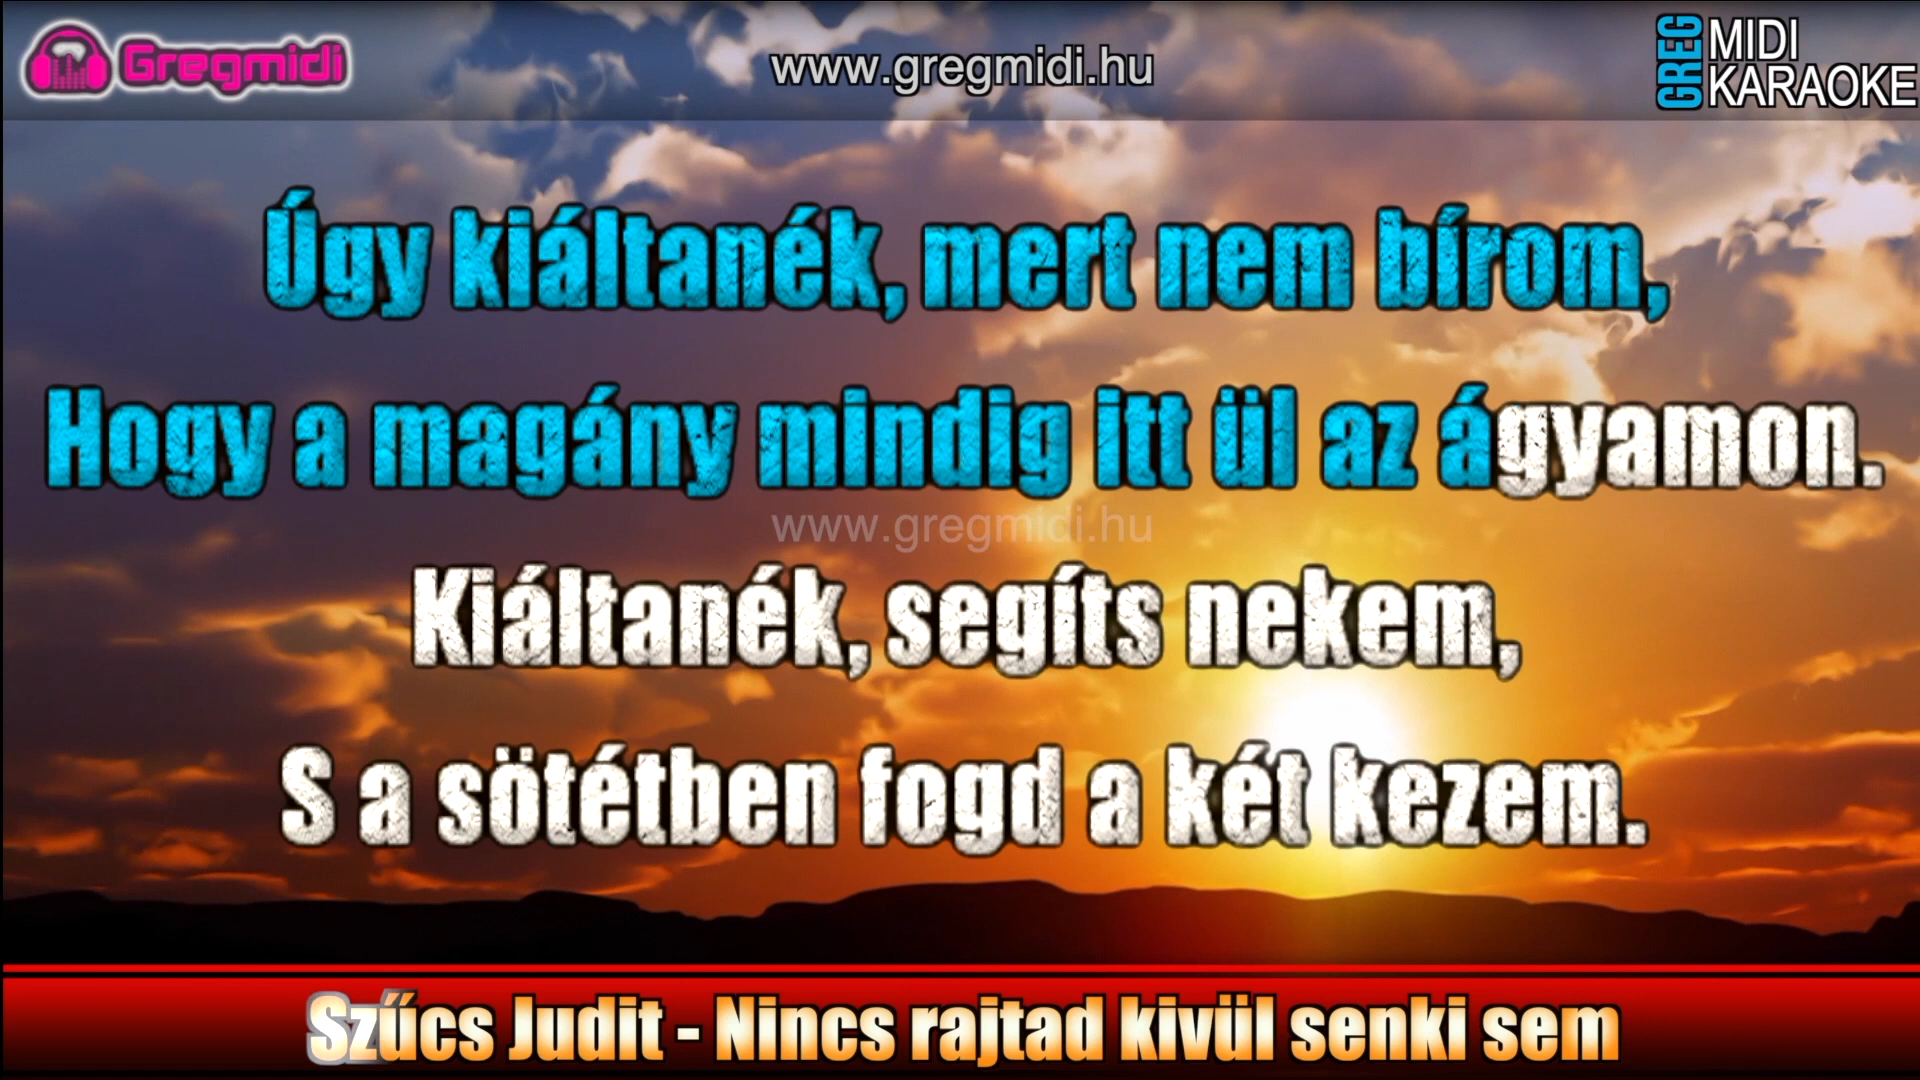 Gregmidi
www.gregmidi.hu
GREG MIDI KARAOKE
Úgy kiáltanék, mert nem bírom,
Hogy a magány mindig itt ül az ágyamon.
www.gregmidi.hu
Kiáltanék, segíts nekem,
S a sötétben fogd a két kezem.
Szűcs Judit - Nincs rajtad kivül senki sem